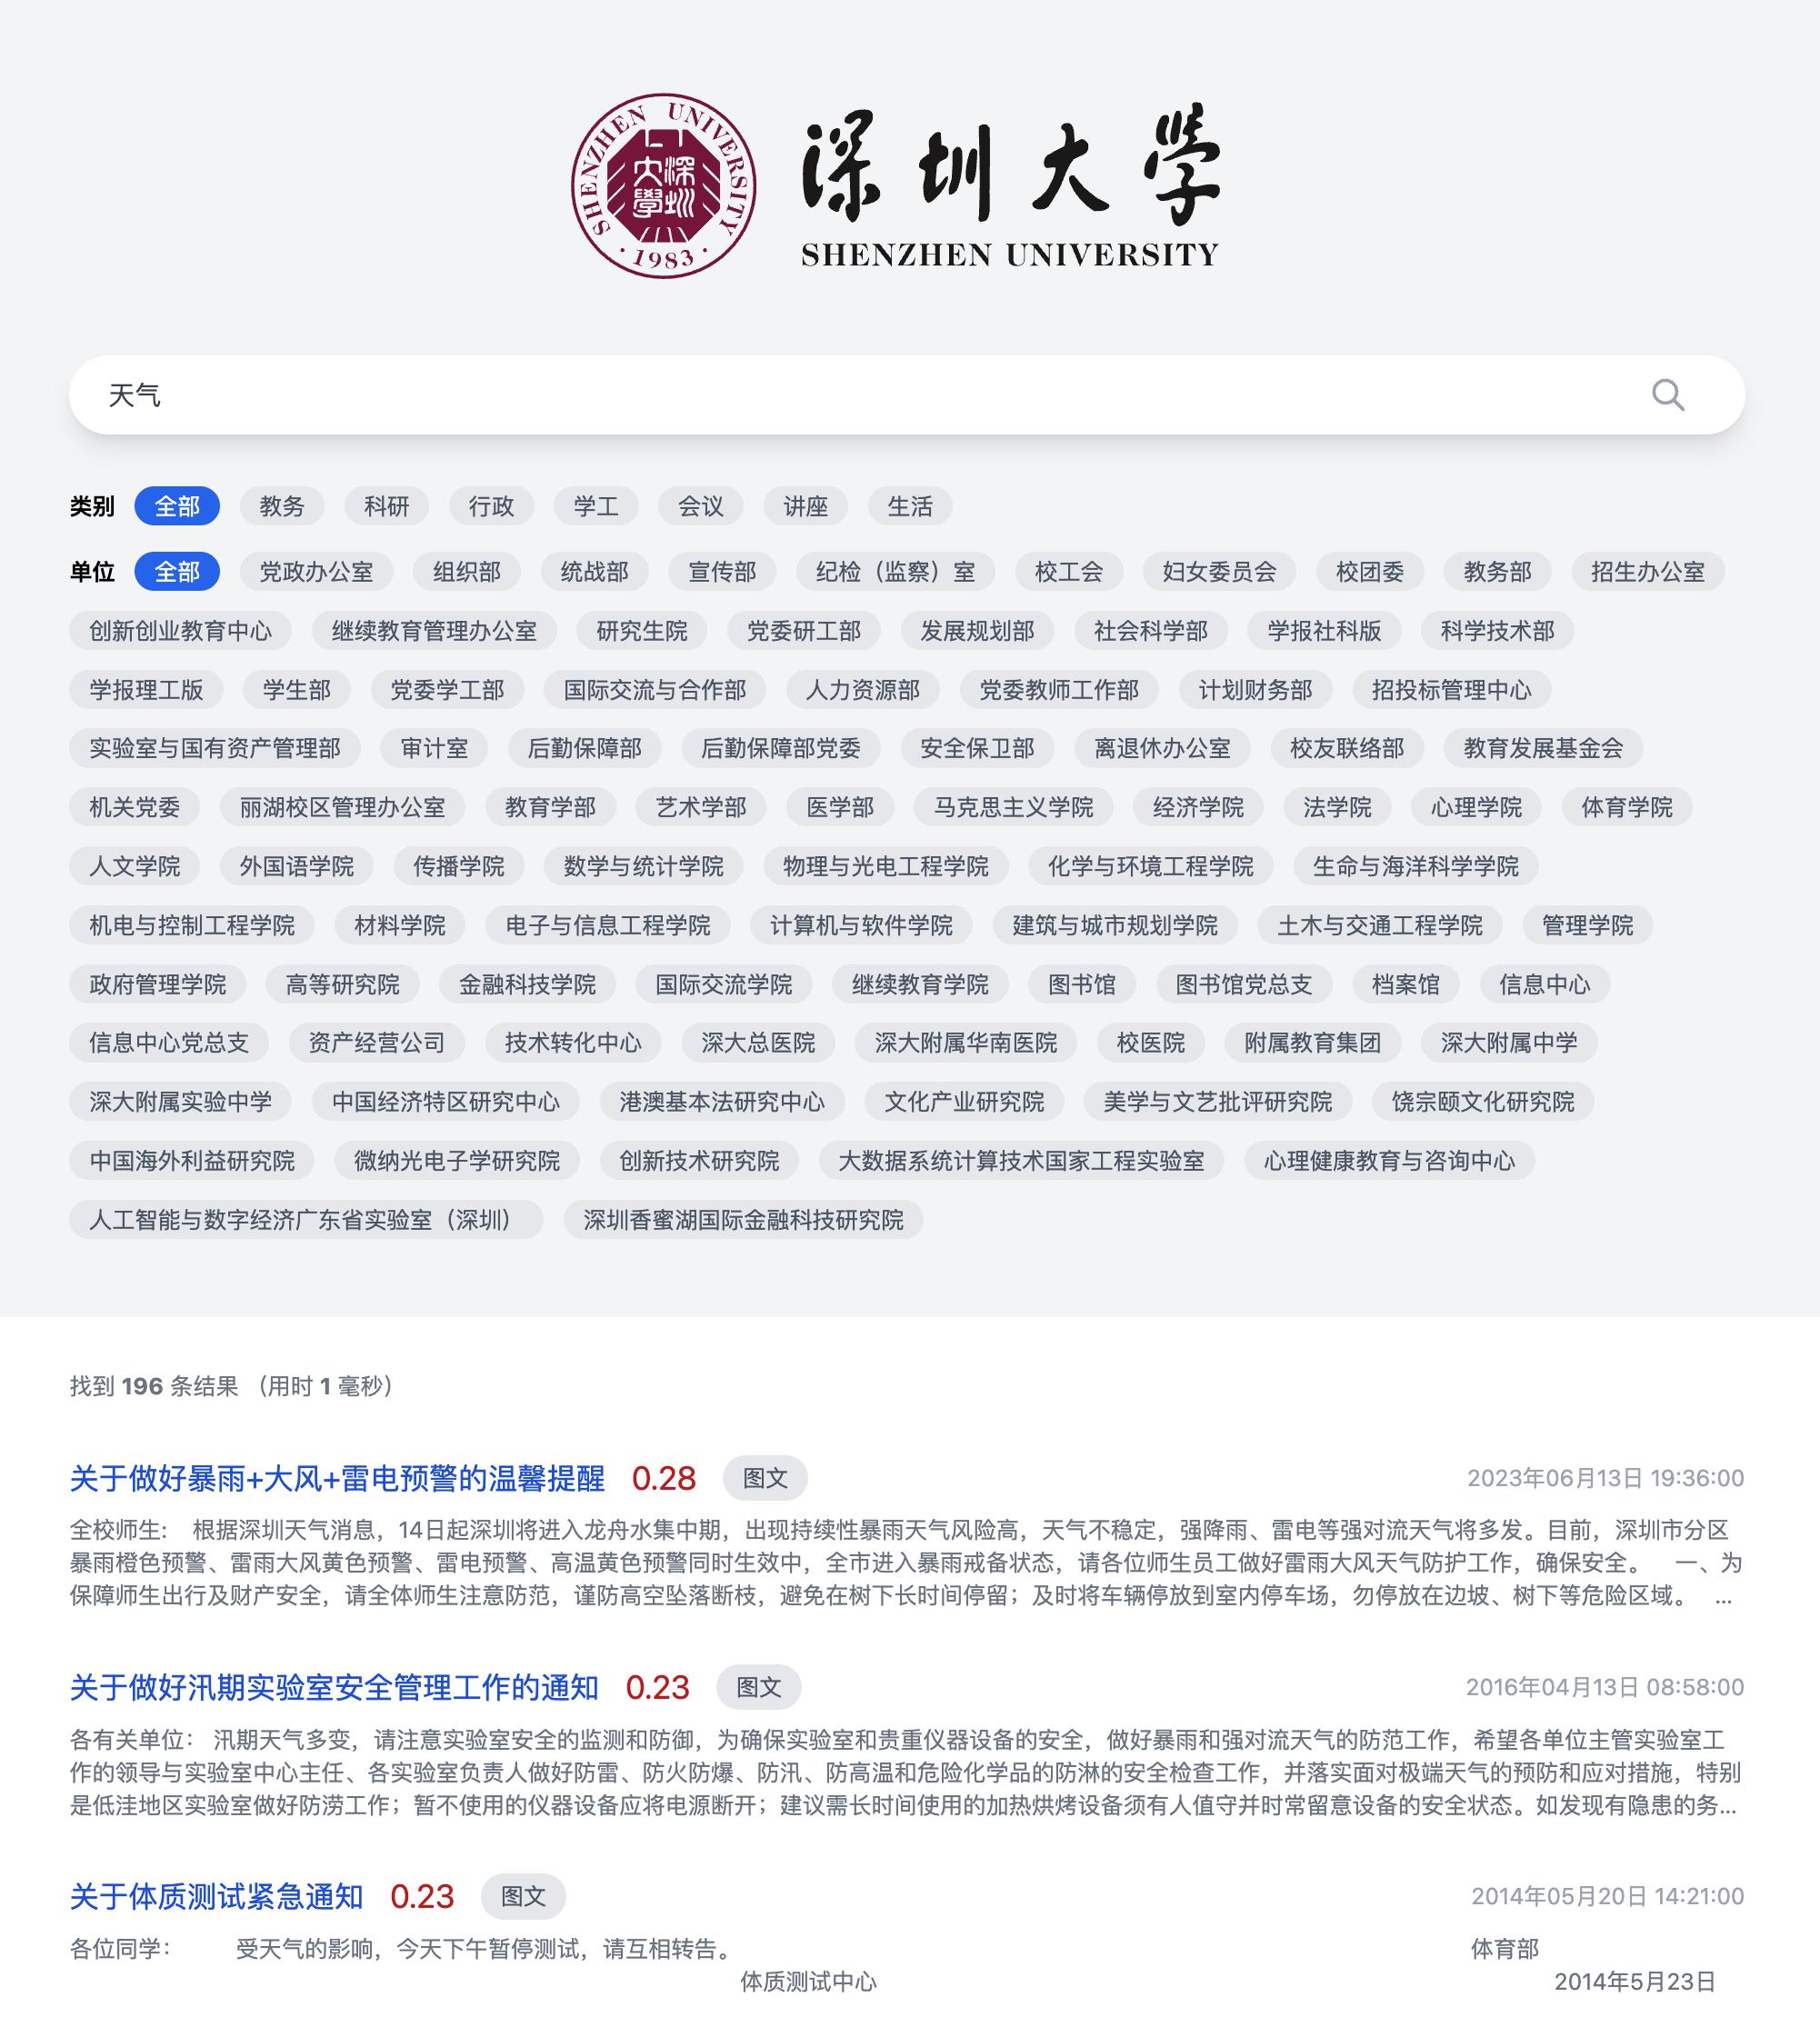 SHENZHEN UNIVERSITY
深圳
大學
· 1983 ·
深圳大学
SHENZHEN UNIVERSITY
天气
类别 全部 教务 科研 行政 学工 会议 讲座 生活
单位 全部 党政办公室 组织部 统战部 宣传部 纪检（监察）室 校工会 妇女委员会 校团委 教务部 招生办公室
创新创业教育中心 继续教育管理办公室 研究生院 党委研工部 发展规划部 社会科学部 学报社科版 科学技术部
学报理工版 学生部 党委学工部 国际交流与合作部 人力资源部 党委教师工作部 计划财务部 招投标管理中心
实验室与国有资产管理部 审计室 后勤保障部 后勤保障部党委 安全保卫部 离退休办公室 校友联络部 教育发展基金会
机关党委 丽湖校区管理办公室 教育学部 艺术学部 医学部 马克思主义学院 经济学院 法学院 心理学院 体育学院
人文学院 外国语学院 传播学院 数学与统计学院 物理与光电工程学院 化学与环境工程学院 生命与海洋科学学院
机电与控制工程学院 材料学院 电子与信息工程学院 计算机与软件学院 建筑与城市规划学院 土木与交通工程学院 管理学院
政府管理学院 高等研究院 金融科技学院 国际交流学院 继续教育学院 图书馆 图书馆党总支 档案馆 信息中心
信息中心党总支 资产经营公司 技术转化中心 深大总医院 深大附属华南医院 校医院 附属教育集团 深大附属中学
深大附属实验中学 中国经济特区研究中心 港澳基本法研究中心 文化产业研究院 美学与文艺批评研究院 饶宗颐文化研究院
中国海外利益研究院 微纳光电子学研究院 创新技术研究院 大数据系统计算技术国家工程实验室 心理健康教育与咨询中心
人工智能与数字经济广东省实验室（深圳） 深圳香蜜湖国际金融科技研究院
找到 196 条结果 （用时 1 毫秒）
关于做好暴雨+大风+雷电预警的温馨提醒 0.28 图文 2023年06月13日 19:36:00
全校师生： 根据深圳天气消息，14日起深圳将进入龙舟水集中期，出现持续性暴雨天气风险高，天气不稳定，强降雨、雷电等强对流天气将多发。目前，深圳市分区
暴雨橙色预警、雷雨大风黄色预警、雷电预警、高温黄色预警同时生效中，全市进入暴雨戒备状态，请各位师生员工做好雷雨大风天气防护工作，确保安全。 一、为
保障师生出行及财产安全，请全体师生注意防范，谨防高空坠落断枝，避免在树下长时间停留；及时将车辆停放到室内停车场，勿停放在边坡、树下等危险区域。 ...
关于做好汛期实验室安全管理工作的通知 0.23 图文 2016年04月13日 08:58:00
各有关单位： 汛期天气多变，请注意实验室安全的监测和防御，为确保实验室和贵重仪器设备的安全，做好暴雨和强对流天气的防范工作，希望各单位主管实验室工
作的领导与实验室中心主任、各实验室负责人做好防雷、防火防爆、防汛、防高温和危险化学品的防淋的安全检查工作，并落实面对极端天气的预防和应对措施，特别
是低洼地区实验室做好防涝工作；暂不使用的仪器设备应将电源断开；建议需长时间使用的加热烘烤设备须有人值守并时常留意设备的安全状态。如发现有隐患的务...
关于体质测试紧急通知 0.23 图文 2014年05月20日 14:21:00
各位同学： 受天气的影响，今天下午暂停测试，请互相转告。 体育部
体质测试中心 2014年5月23日